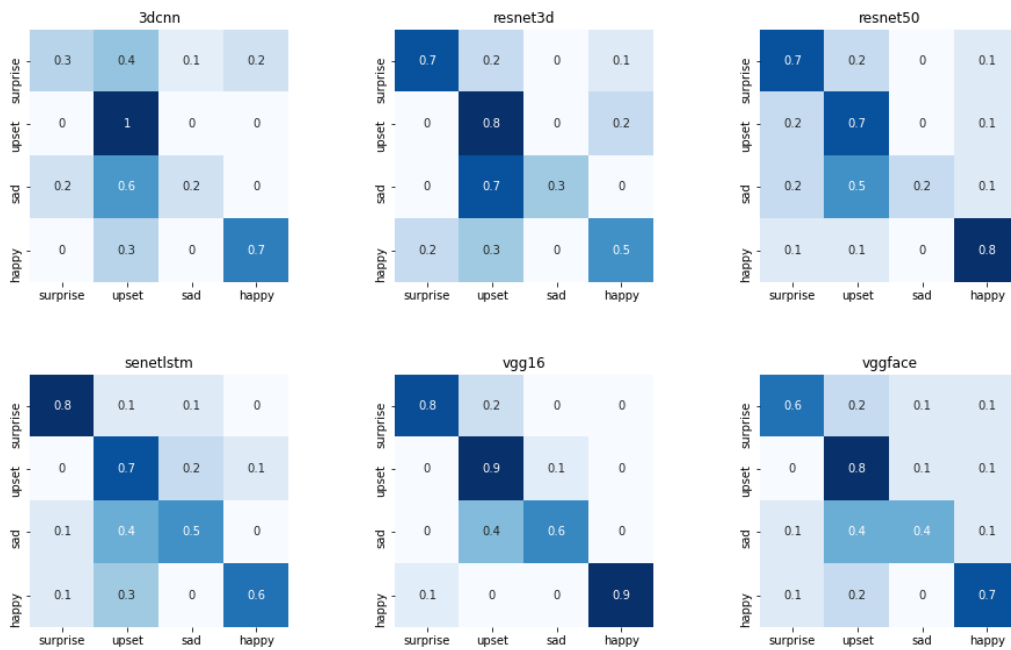 3dcnn
surprise 0.3 0.4 0.1 0.2
upset 0 1 0 0
sad 0.2 0.6 0.2 0
happy 0 0.3 0 0.7
surprise upset sad happy
resnet3d
surprise 0.7 0.2 0 0.1
upset 0 0.8 0 0.2
sad 0 0.7 0.3 0
happy 0.2 0.3 0 0.5
surprise upset sad happy
resnet50
surprise 0.7 0.2 0 0.1
upset 0.2 0.7 0 0.1
sad 0.2 0.5 0.2 0.1
happy 0.1 0.1 0 0.8
surprise upset sad happy
senetlstm
surprise 0.8 0.1 0.1 0
upset 0 0.7 0.2 0.1
sad 0.1 0.4 0.5 0
happy 0.1 0.3 0 0.6
surprise upset sad happy
vgg16
surprise 0.8 0.2 0 0
upset 0 0.9 0.1 0
sad 0 0.4 0.6 0
happy 0.1 0 0 0.9
surprise upset sad happy
vggface
surprise 0.6 0.2 0.1 0.1
upset 0 0.8 0.1 0.1
sad 0.1 0.4 0.4 0.1
happy 0.1 0.2 0 0.7
surprise upset sad happy